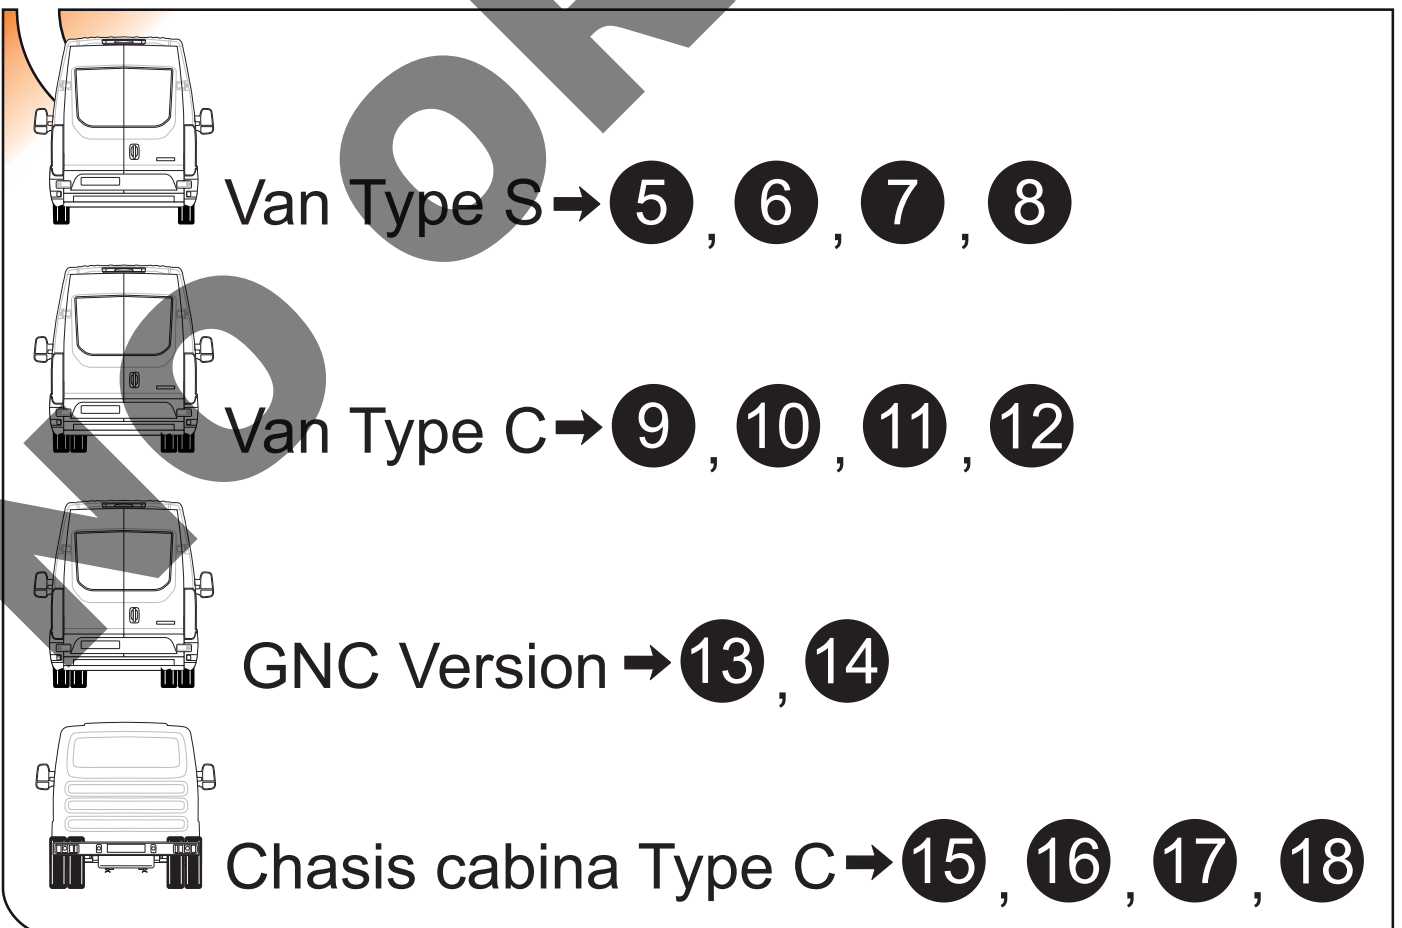 Van Type S → 5 , 6 , 7 , 8
Van Type C → 9 , 10 , 11 , 12
GNC Version → 13 , 14
Chasis cabina Type C → 15 , 16 , 17 , 18